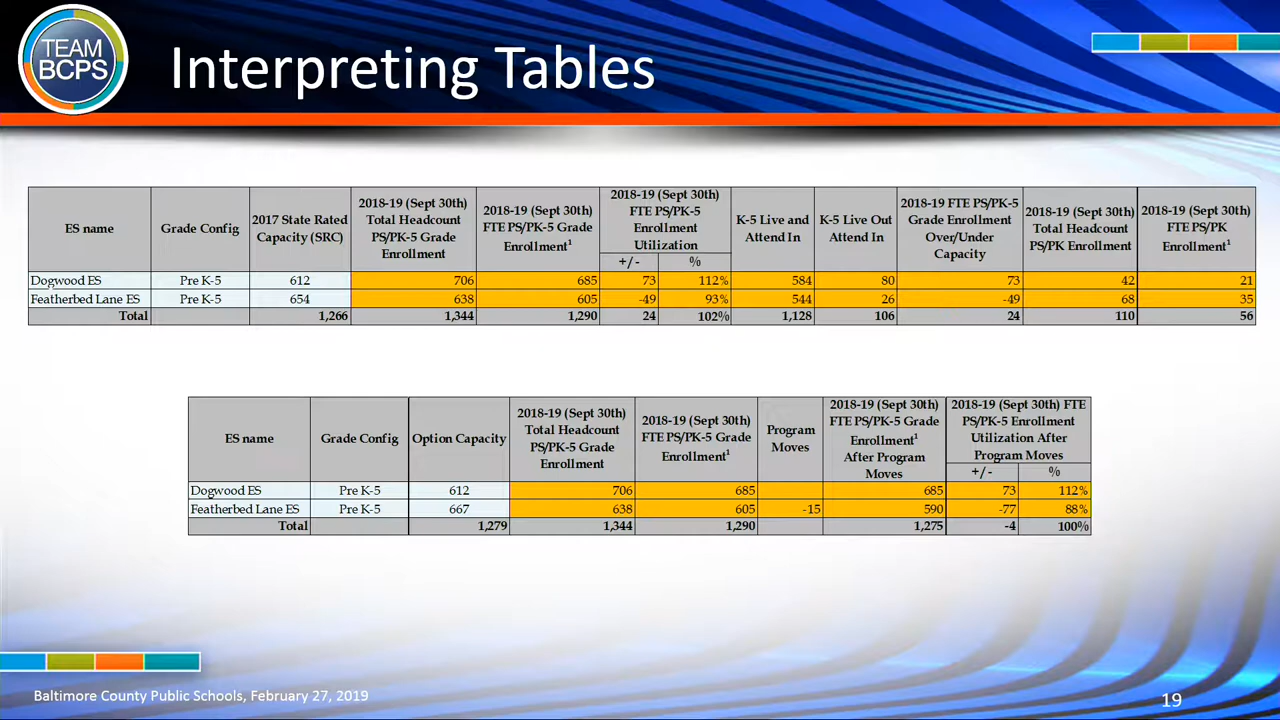 TEAM
BCPS
Interpreting Tables
ES name
Grade Config
2017 State Rated
Capacity (SRC)
2018-19 (Sept 30th)
Total Headcount
PS/PK-5 Grade
Enrollment
2018-19 (Sept 30th)
FTE PS/PK-5 Grade
Enrollment¹
2018-19 (Sept 30th)
FTE PS/PK-5
Enrollment
Utilization
+/-
%
K-5 Live and
Attend In
K-5 Live Out
Attend In
2018-19 FTE PS/PK-5
Grade Enrollment
Over/Under
Capacity
2018-19 (Sept 30th)
Total Headcount
PS/PK Enrollment
2018-19 (Sept 30th)
FTE PS/PK
Enrollment¹
Dogwood ES Pre K-5 612 706 685 73 112% 584 80 73 42 21
Featherbed Lane ES Pre K-5 654 638 605 -49 93% 544 26 -49 68 35
Total 1,266 1,344 1,290 24 102% 1,128 106 24 110 56
ES name
Grade Config
Option Capacity
2018-19 (Sept 30th)
Total Headcount
PS/PK-5 Grade
Enrollment
2018-19 (Sept 30th)
FTE PS/PK-5 Grade
Enrollment¹
Program
Moves
2018-19 (Sept 30th)
FTE PS/PK-5 Grade
Enrollment¹
After Program
Moves
2018-19 (Sept 30th) FTE
PS/PK-5 Enrollment
Utilization After
Program Moves
+/-
%
Dogwood ES Pre K-5 612 706 685 685 73 112%
Featherbed Lane ES Pre K-5 667 638 605 -15 590 -77 88%
Total 1,279 1,344 1,290 1,275 -4 100%
Baltimore County Public Schools, February 27, 2019
19